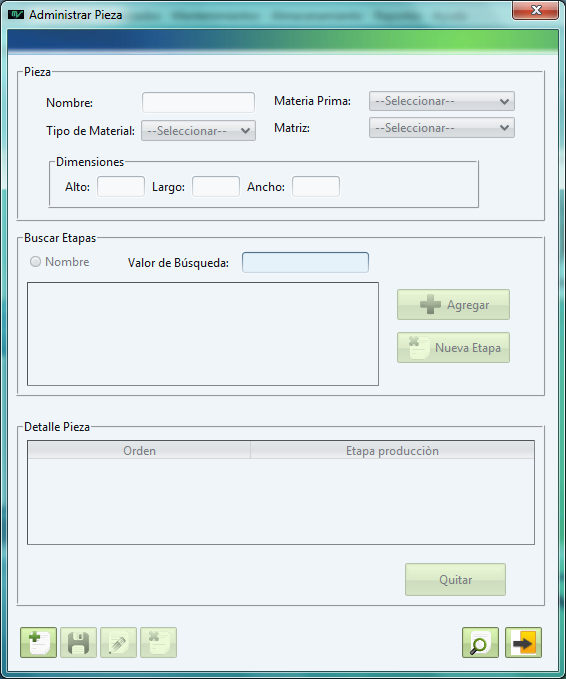 Administrar Pieza
Pieza
Nombre:
Materia Prima: --Seleccionar--
Tipo de Material: --Seleccionar--
Matriz: --Seleccionar--
Dimensiones
Alto: Largo: Ancho:
Buscar Etapas
Nombre Valor de Búsqueda:
Agregar
Nueva Etapa
Detalle Pieza
Orden Etapa producciòn
Quitar